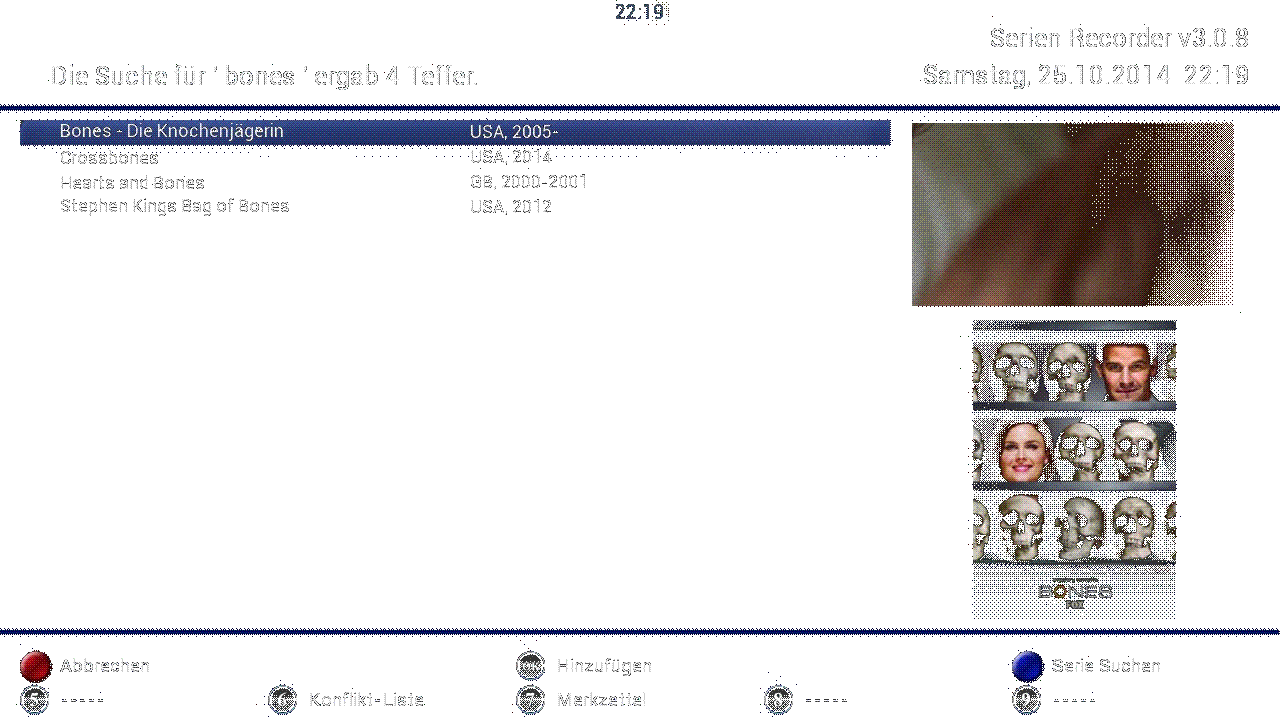 22:19
Serien Recorder v3.0.8
Die Suche für ' bones ' ergab 4 Teffer.
Samstag, 25.10.2014 22:19
Bones - Die Knochenjägerin USA, 2005-
Crossbones USA, 2014
Hearts and Bones GB, 2000-2001
Stephen Kings Bag of Bones USA, 2012
BONES
FOX
Abbrechen Hinzufügen Serie Suchen
5 ----- 6 Konflikt-Liste 7 Merkzettel 8 ----- 9 -----